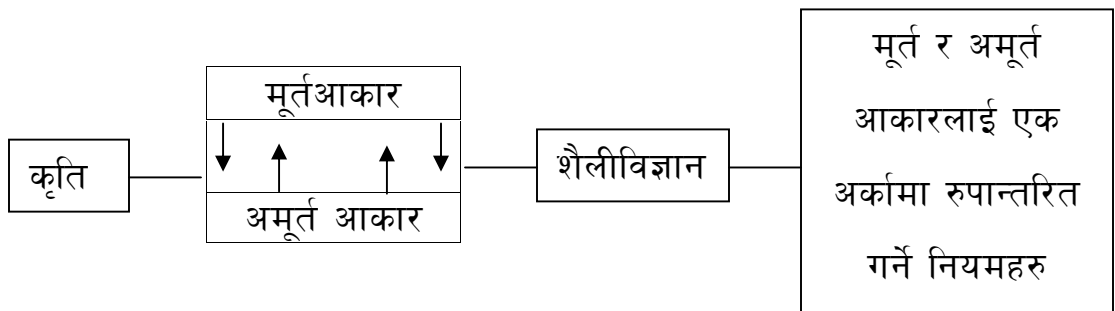 कृति
मूर्तआकार
अमूर्त आकार
शैलीविज्ञान
मूर्त र अमूर्त
आकारलाई एक
अर्कामा रुपान्तरित
गर्ने नियमहरु